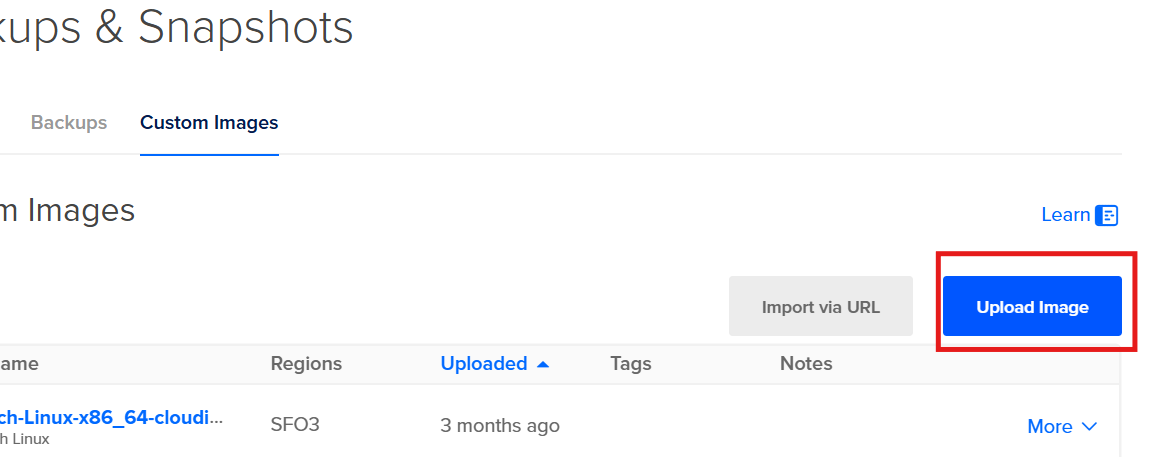 kups & Snapshots
Backups Custom Images
m Images
Learn
Import via URL Upload Image
ame Regions Uploaded Tags Notes
ch-Linux-x86_64-cloudi...
SFO3 3 months ago More
h Linux